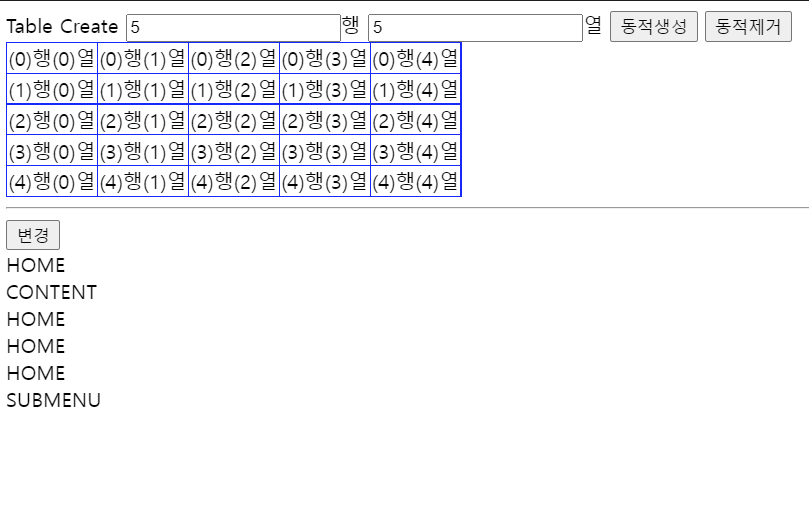 Table Create 5 행 5 열 동적생성 동적제거
(0)행(0)열 (0)행(1)열 (0)행(2)열 (0)행(3)열 (0)행(4)열
(1)행(0)열 (1)행(1)열 (1)행(2)열 (1)행(3)열 (1)행(4)열
(2)행(0)열 (2)행(1)열 (2)행(2)열 (2)행(3)열 (2)행(4)열
(3)행(0)열 (3)행(1)열 (3)행(2)열 (3)행(3)열 (3)행(4)열
(4)행(0)열 (4)행(1)열 (4)행(2)열 (4)행(3)열 (4)행(4)열
변경
HOME
CONTENT
HOME
HOME
HOME
SUBMENU